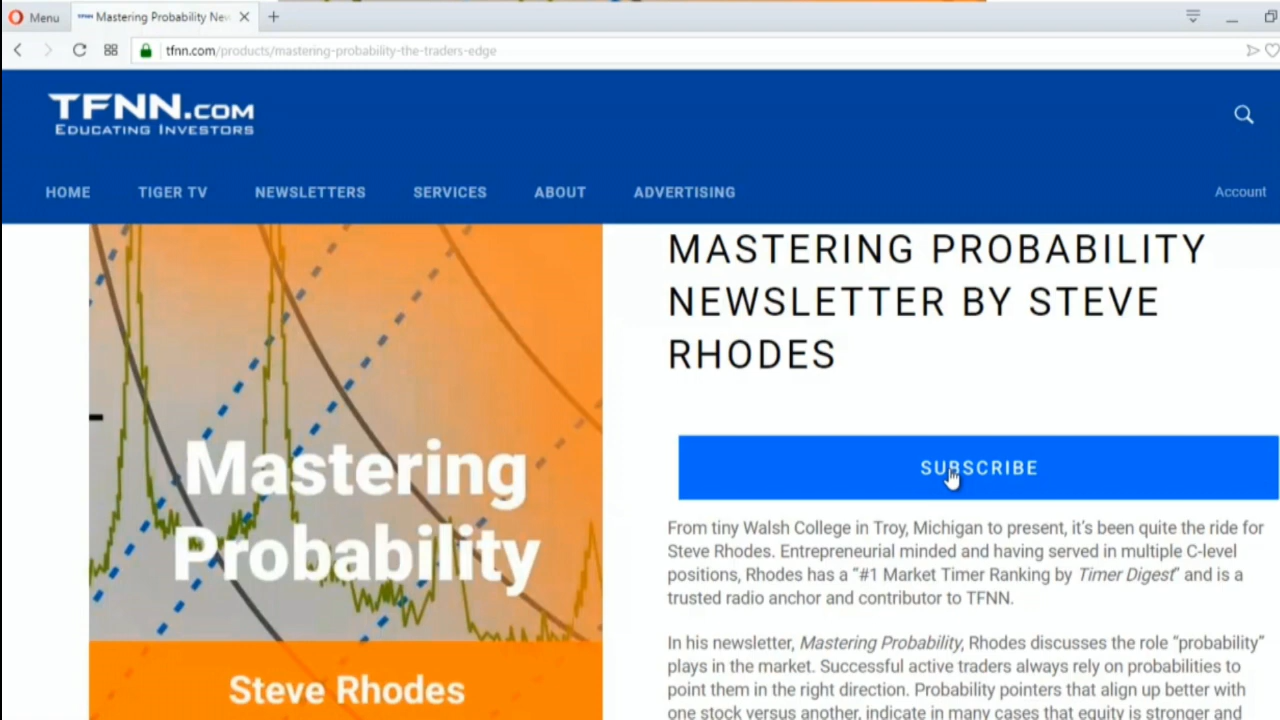 Menu
Mastering Probability New
tfnn.com/products/mastering-probability-the-traders-edge
TFNN.COM
EDUCATING INVESTORS
HOME TIGER TV NEWSLETTERS SERVICES ABOUT ADVERTISING Account
Mastering
Probability
Steve Rhodes
MASTERING PROBABILITY
NEWSLETTER BY STEVE
RHODES
SUBSCRIBE
From tiny Walsh College in Troy, Michigan to present, it's been quite the ride for
Steve Rhodes. Entrepreneurial minded and having served in multiple C-level
positions, Rhodes has a “#1 Market Timer Ranking by Timer Digest” and is a
trusted radio anchor and contributor to TFNN.
In his newsletter, Mastering Probability, Rhodes discusses the role “probability”
plays in the market. Successful active traders always rely on probabilities to
point them in the right direction. Probability pointers that align up better with
one stock versus another, indicate in many cases that equity is stronger and